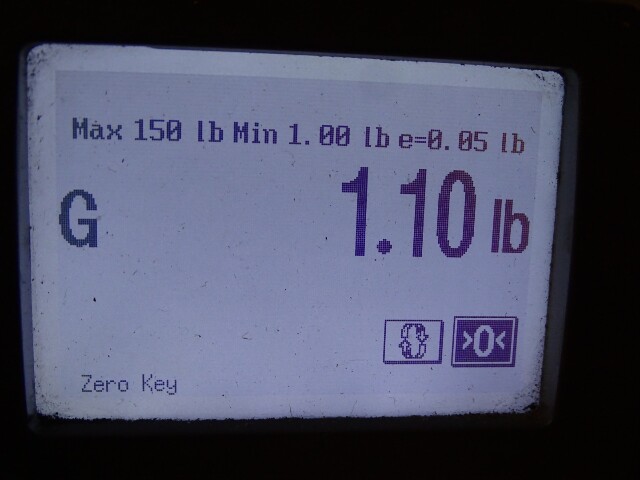 Max 150 lb Min 1.00 lb e=0.05 lb
G 1.10 lb
>0<
Zero Key